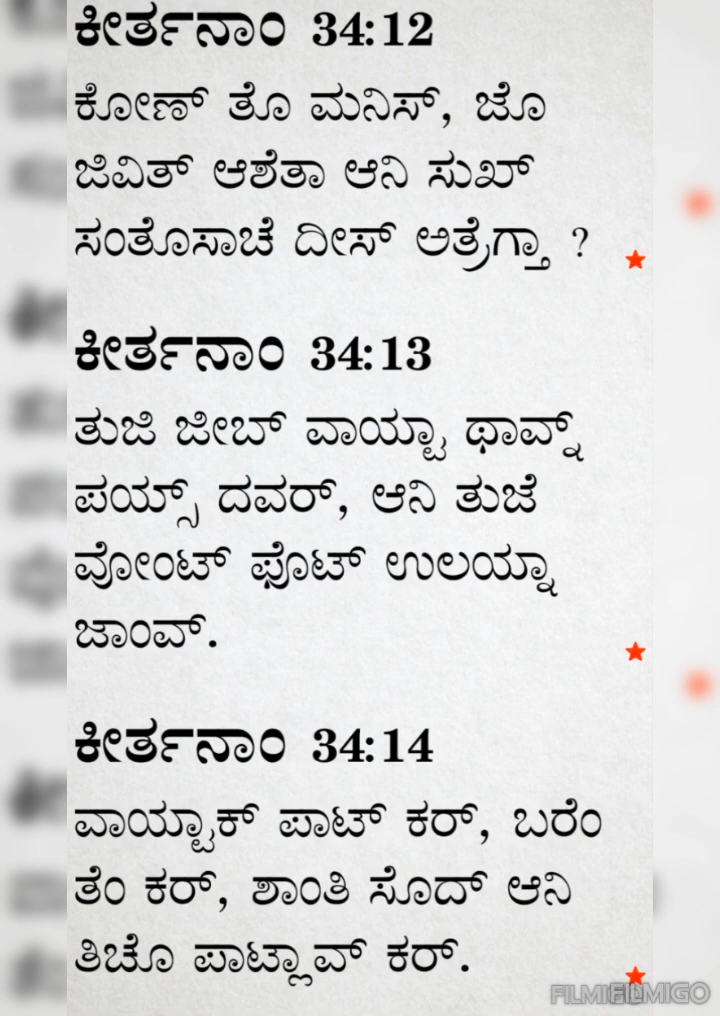 ಕೀರ್ತನಾಂ 34:12
ಕೋಣ್ ತೊ ಮನಿಸ್, ಜೊ
ಜಿವಿತ್ ಆಶೆತಾ ಆನಿ ಸುಖ್
ಸಂತೊಸಾಚೆ ದೀಸ್ ಅತ್ರೆಗ್ತಾ ?
ಕೀರ್ತನಾಂ 34:13
ತುಜಿ ಜೀಬ್ ವಾಯ್ಟಾ ಥಾವ್ನ್
ಪಯ್ಸ್ ದವರ್, ಆನಿ ತುಜೆ
ವೋಂಟ್ ಫೊಟ್ ಉಲಯ್ನಾ
ಜಾಂವ್.
ಕೀರ್ತನಾಂ 34:14
ವಾಯ್ಟಾಕ್ ಪಾಟ್ ಕರ್, ಬರೆಂ
ತೆಂ ಕರ್, ಶಾಂತಿ ಸೊದ್ ಆನಿ
ತಿಚೊ ಪಾಟ್ಲಾವ್ ಕರ್.
FILMIGO